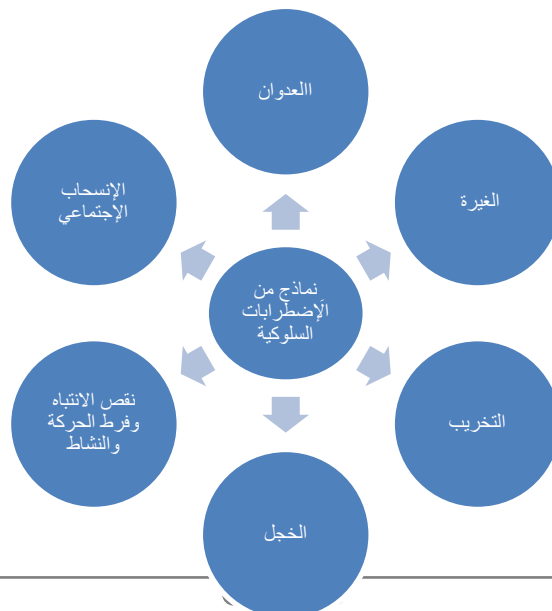 االعدوان
الغيرة
التخريب
الخجل
نقص الانتباه
وفرط الحركة
والنشاط
الإنسحاب
الإجتماعي
نماذج من
الَإضطرابات
السلوكية